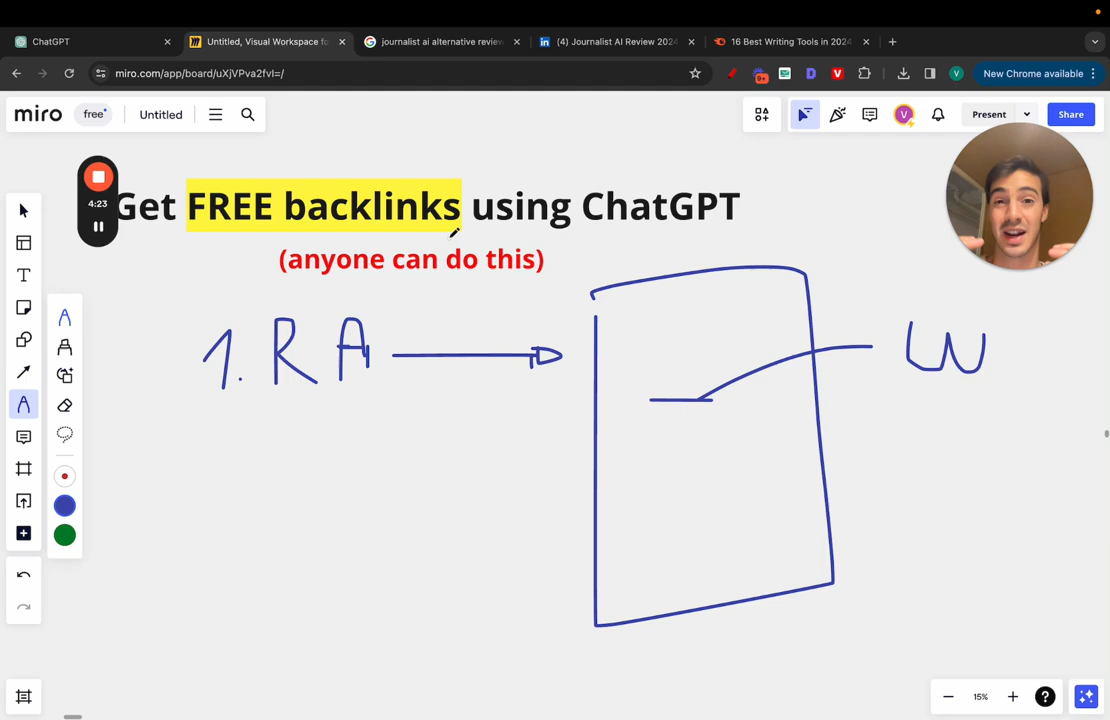 ChatGPT
Untitled, Visual Workspace fo
journalist ai alternative review
(4) Journalist AI Review 2024
16 Best Writing Tools in 2024
miro.com/app/board/uXjVPva2fvI=/
9+
D
V
V
New Chrome available
miro
free
Untitled
V
Present
Share
4:23
Get FREE backlinks using ChatGPT
(anyone can do this)
1. R A
W
15%
?